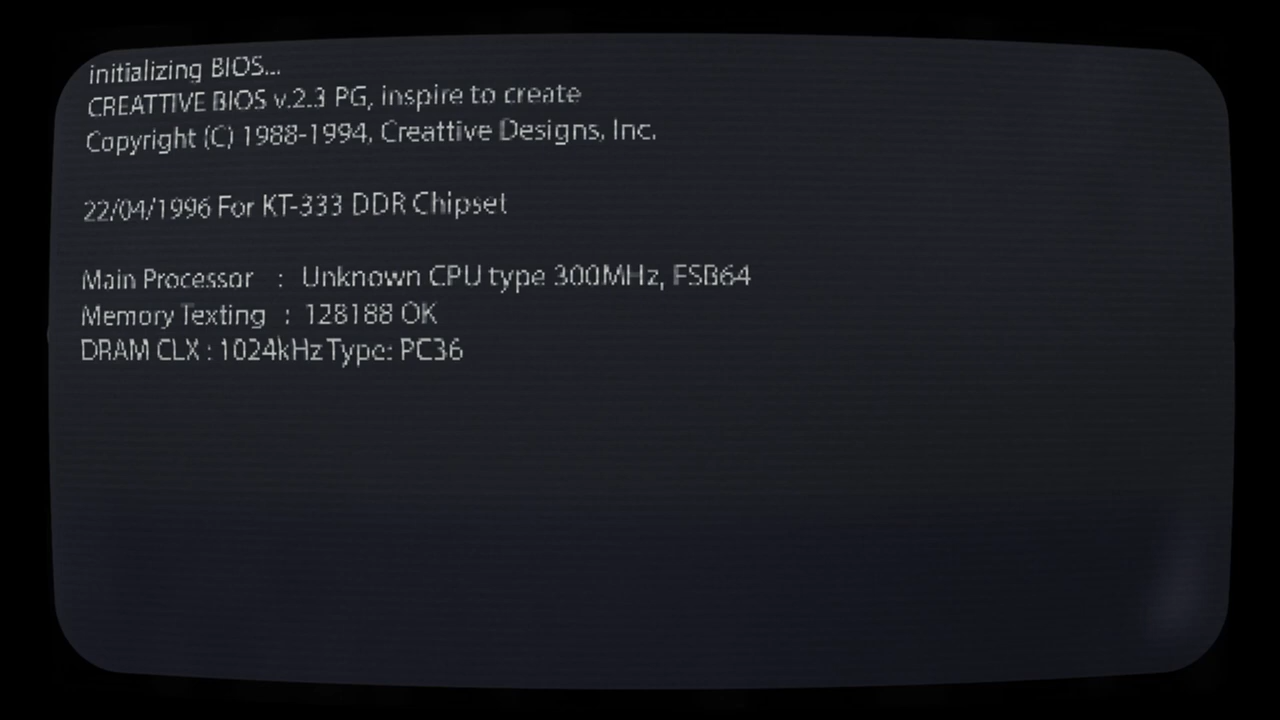 initializing BIOS...
CREATTIVE BIOS v.2.3 PG, inspire to create
Copyright (C) 1988-1994, Creattive Designs, Inc.
22/04/1996 For KT-333 DDR Chipset
Main Processor : Unknown CPU type 300MHz, FSB64
Memory Texting : 128188 OK
DRAM CLX : 1024kHz Type: PC36